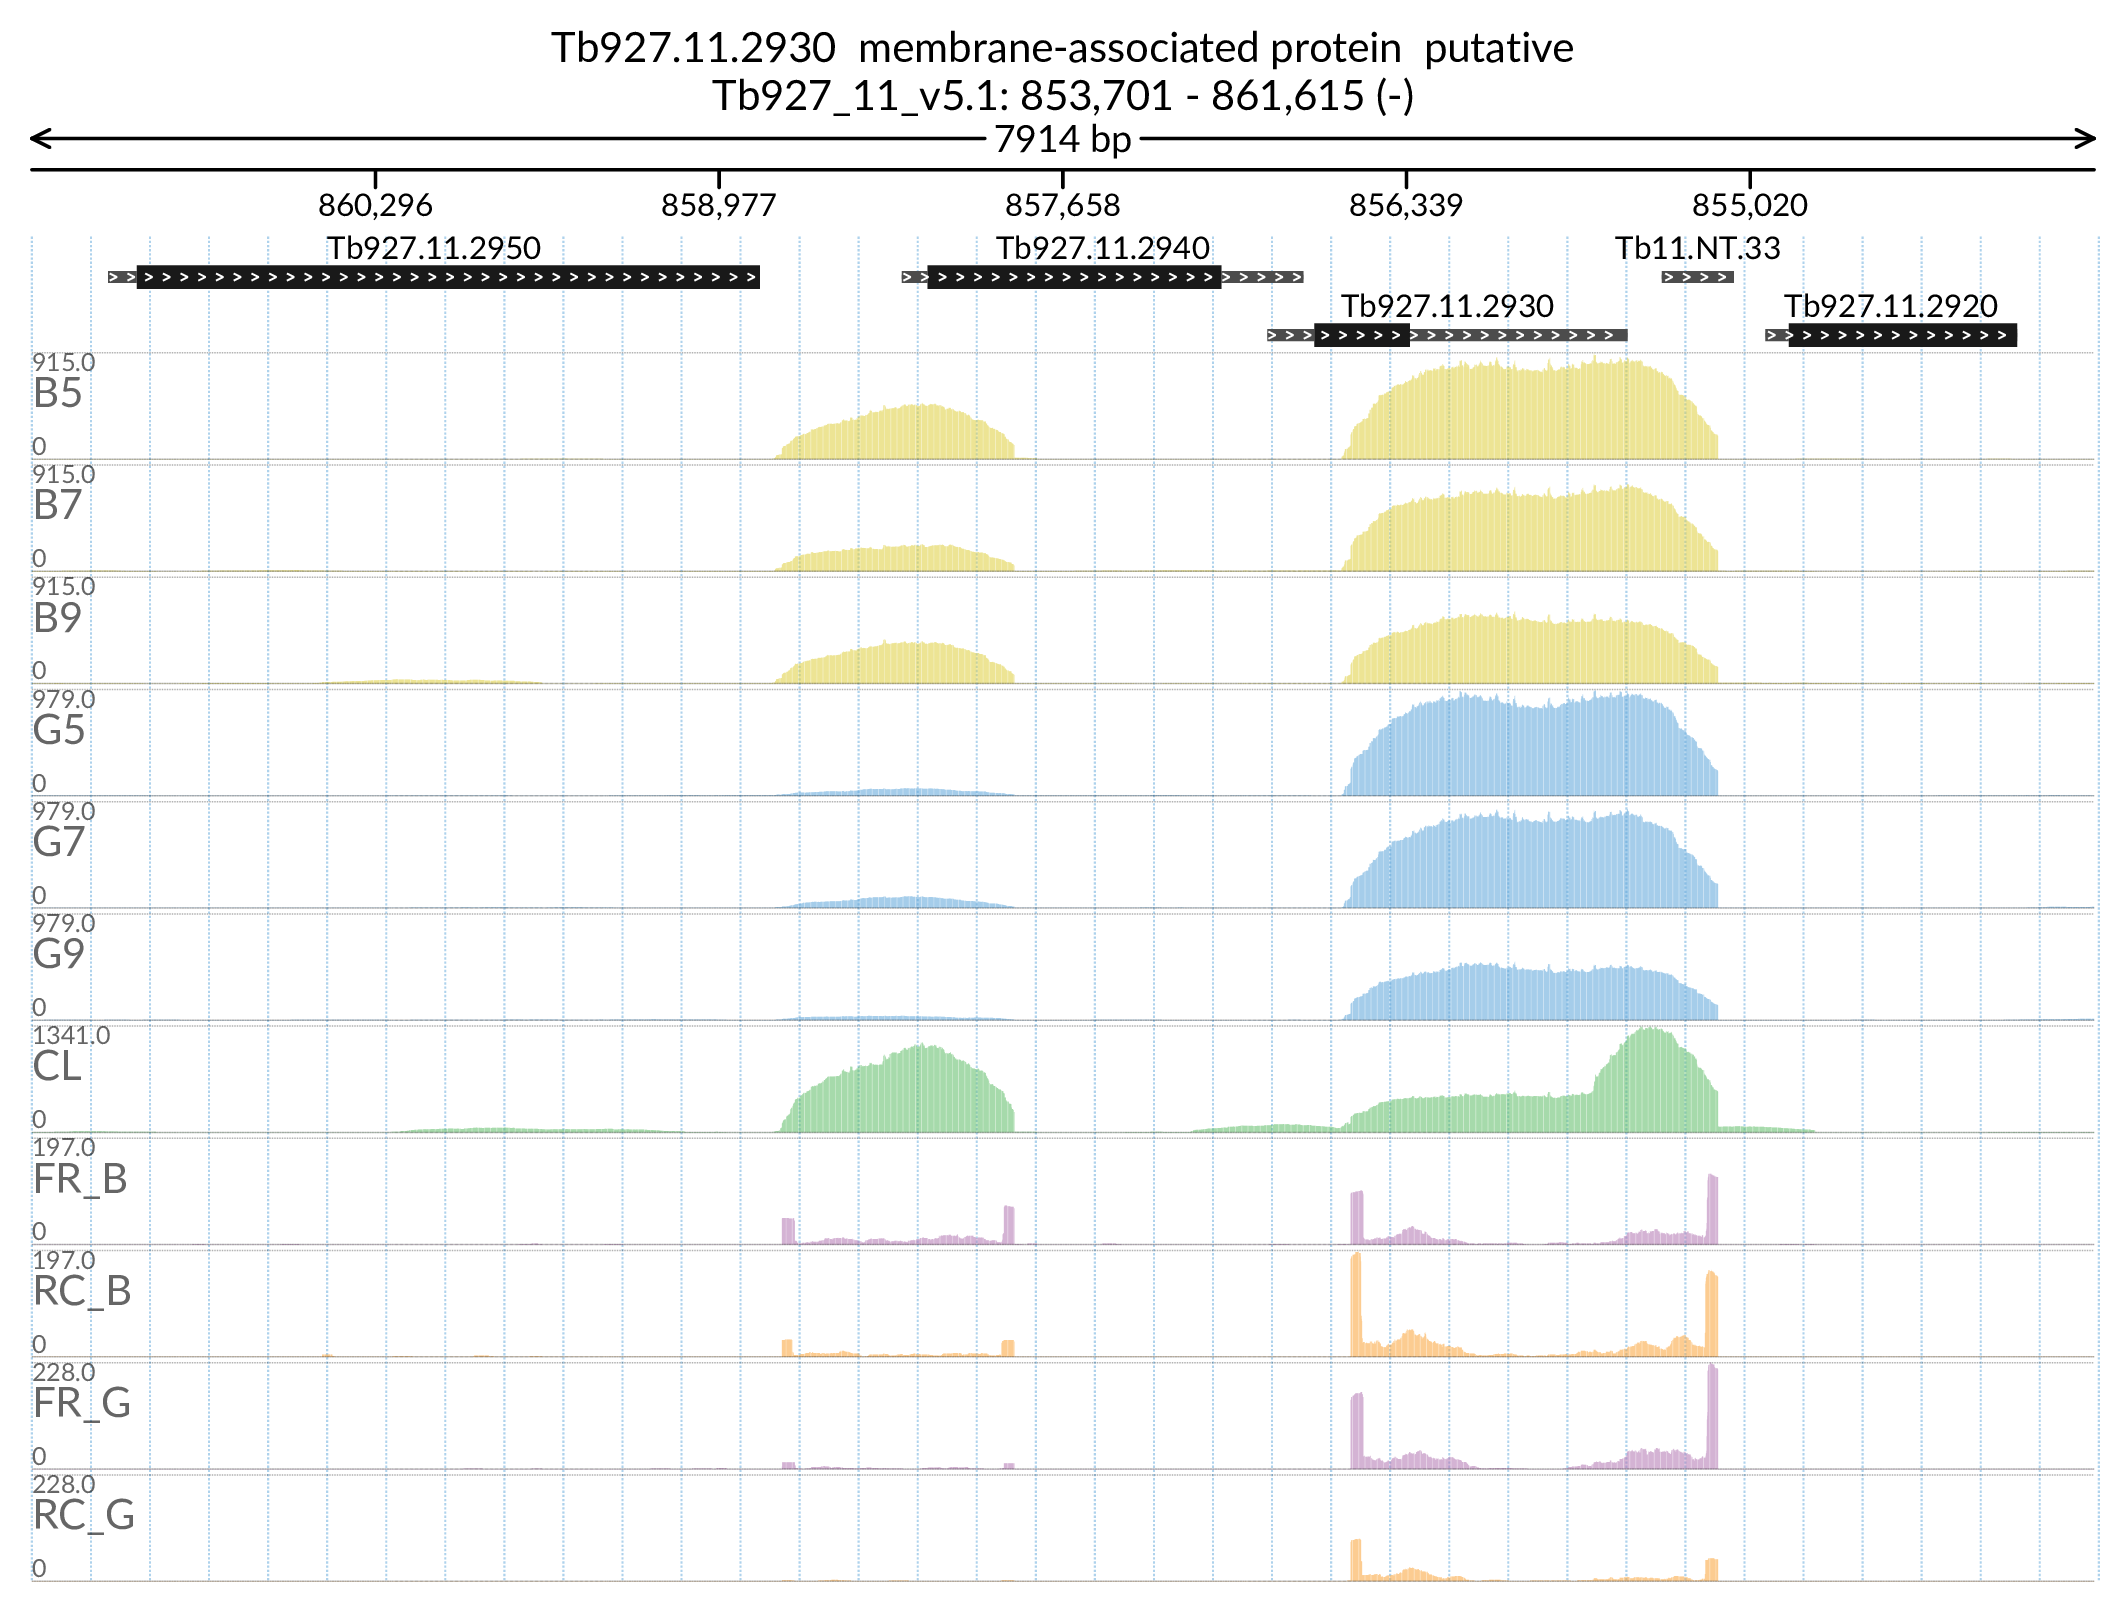 Tb927.11.2930  membrane-associated protein  putative
Tb927_11_v5.1: 853,701 - 861,615 (-)
7914 bp
860,296 858,977 857,658 856,339 855,020
Tb927.11.2950 Tb927.11.2940 Tb11.NT.33
Tb927.11.2930 Tb927.11.2920
915.0
B5
0
915.0
B7
0
915.0
B9
0
979.0
G5
0
979.0
G7
0
979.0
G9
0
1341.0
CL
0
197.0
FR_B
0
197.0
RC_B
0
228.0
FR_G
0
228.0
RC_G
0